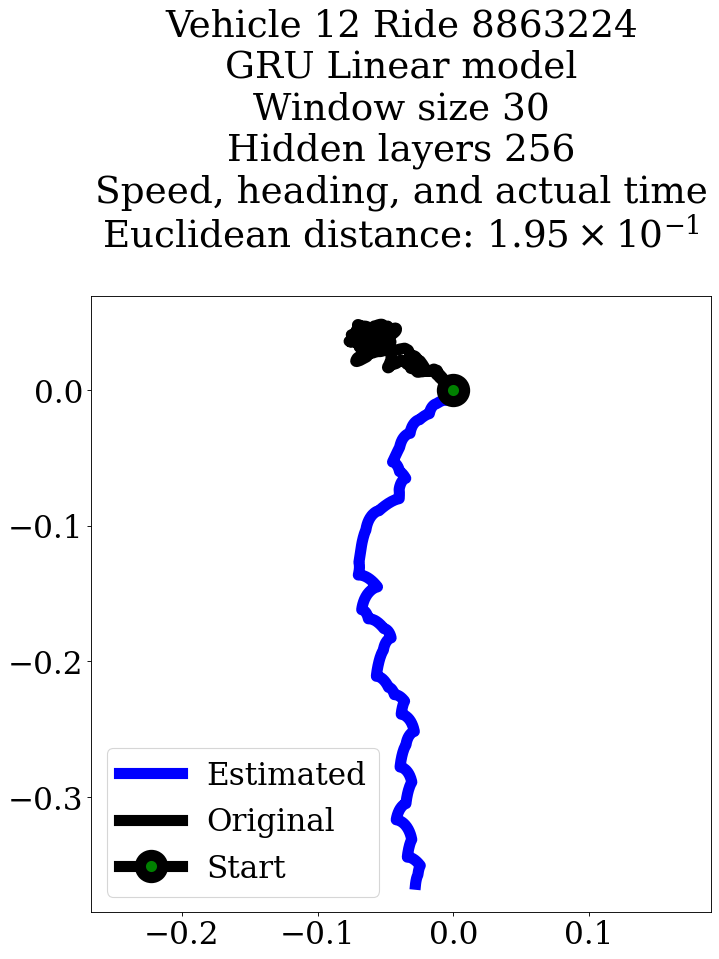 Vehicle 12 Ride 8863224
GRU Linear model
Window size 30
Hidden layers 256
Speed, heading, and actual time
Euclidean distance: 1.95 × 10⁻¹
0.0
−0.1
−0.2
−0.3
Estimated
Original
Start
−0.2
−0.1
0.0
0.1